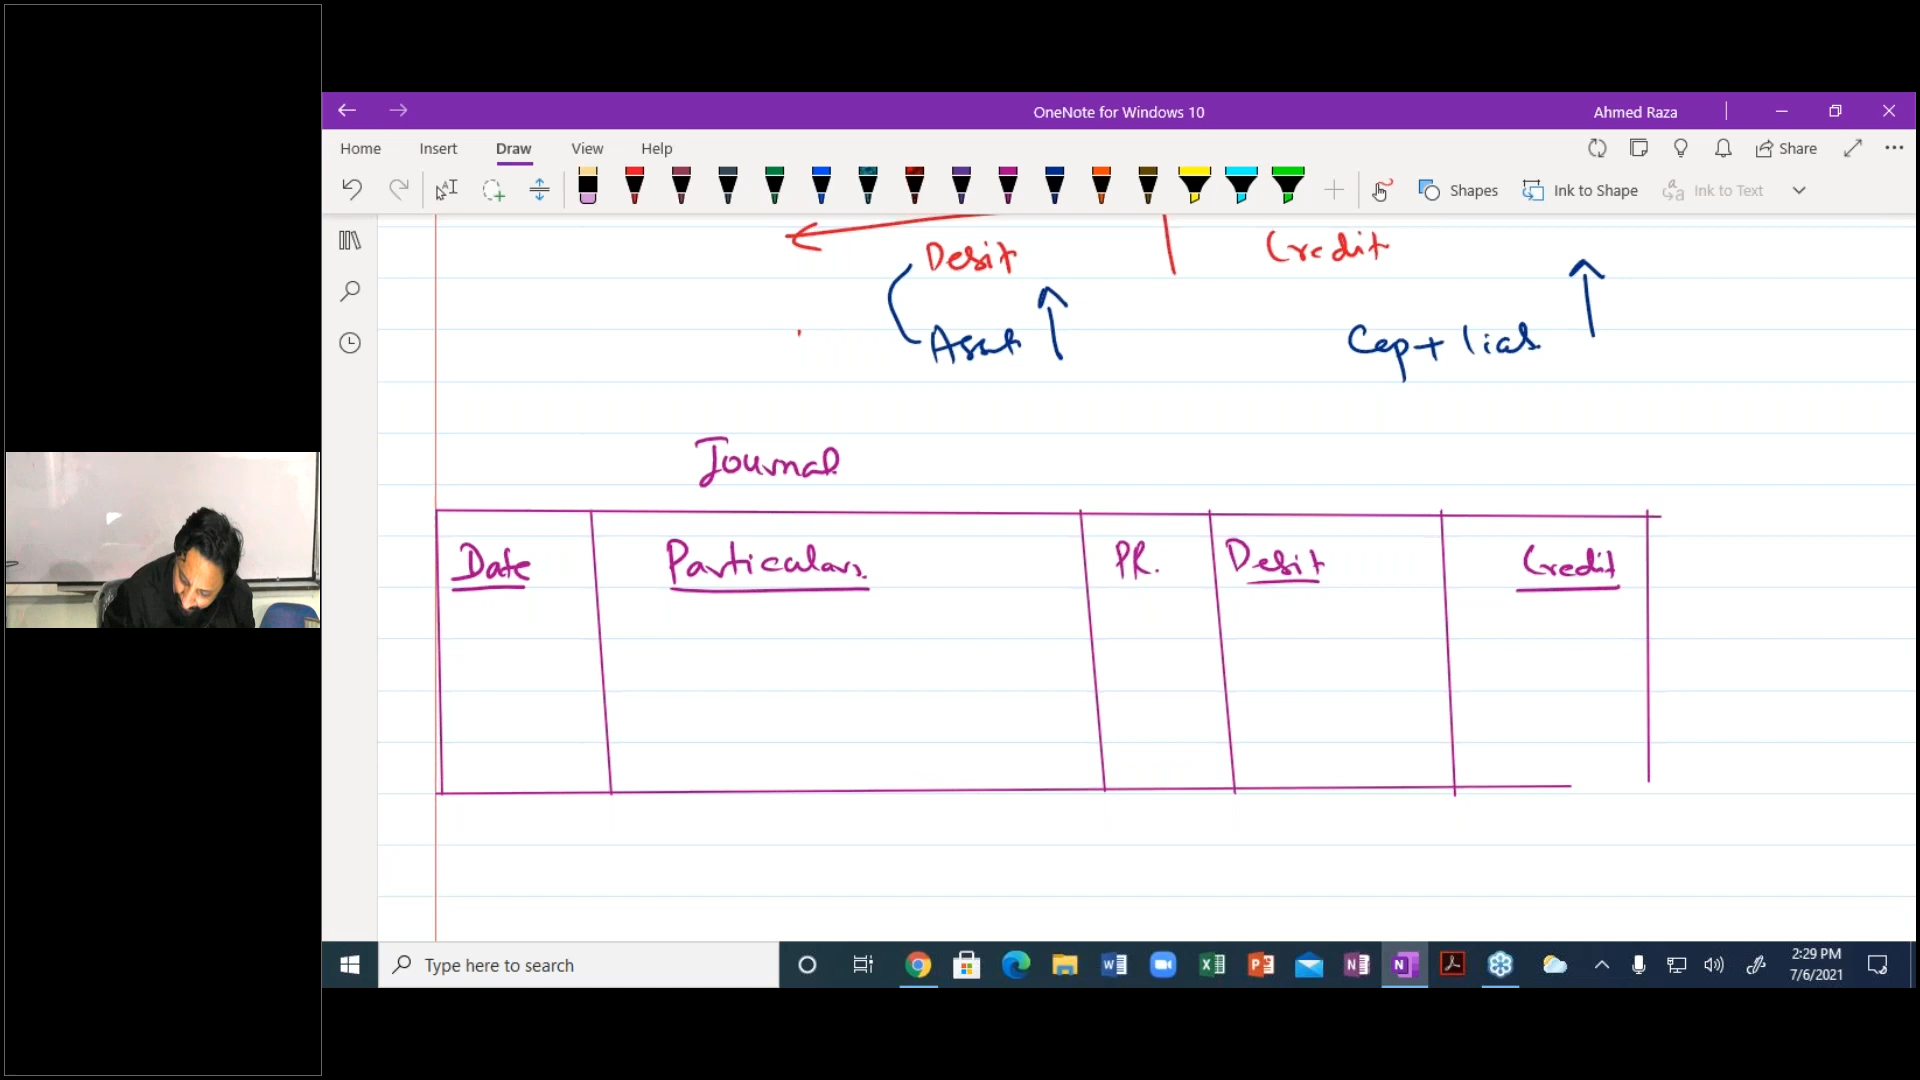 OneNote for Windows 10
Ahmed Raza
Home Insert Draw View Help
Share
Shapes Ink to Shape Ink to Text
Debit Credit
Asset Cap + liab
Journal
Date Particulars. PR. Debit Credit
Type here to search
2:29 PM
7/6/2021